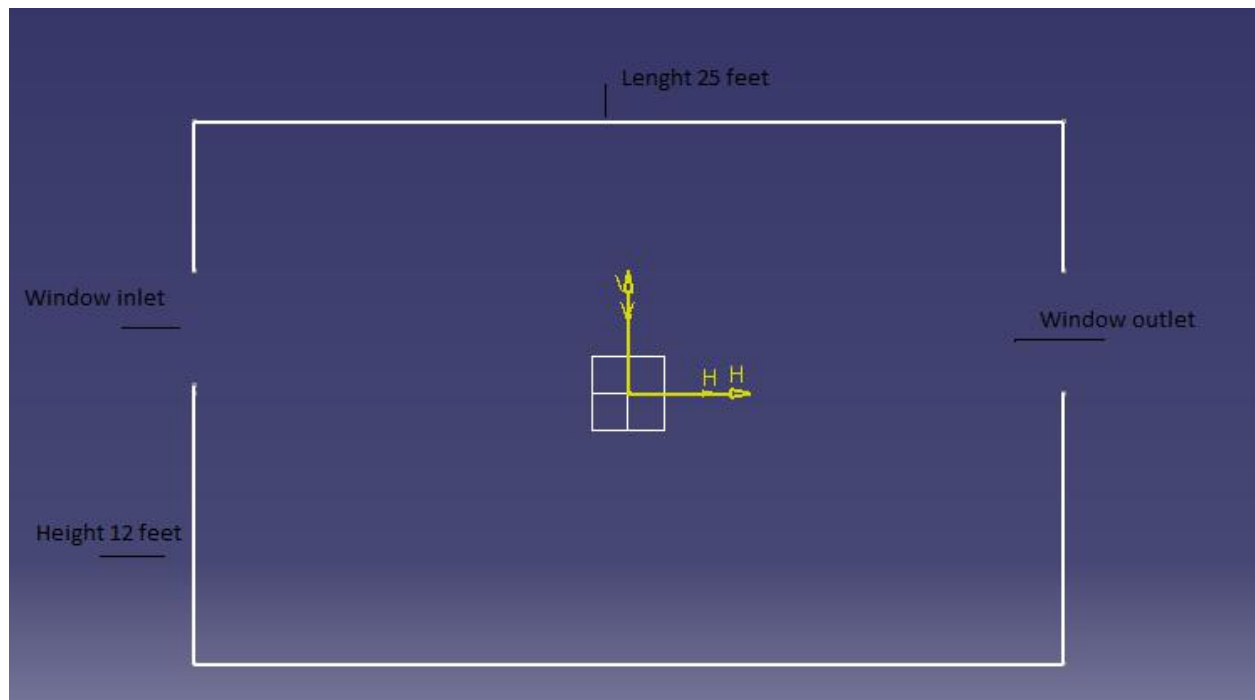 Lenght 25 feet
Window inlet
Window outlet
V
V
H H
Height 12 feet